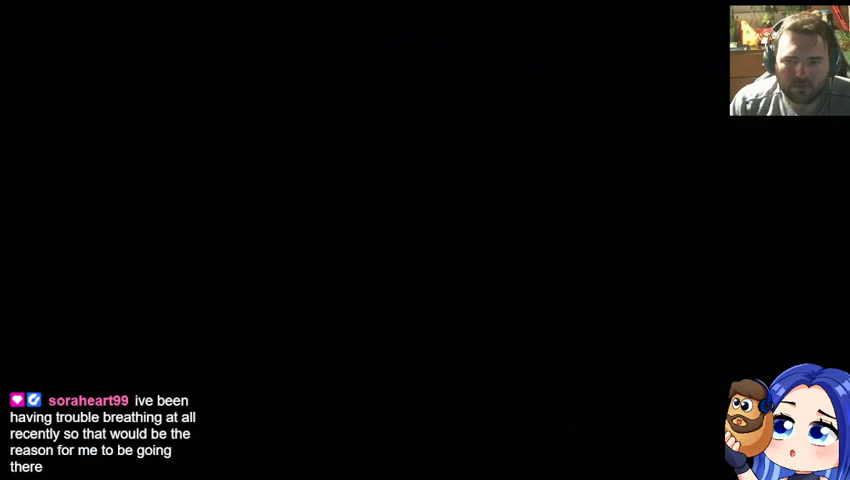 soraheart99 ive been
having trouble breathing at all
recently so that would be the
reason for me to be going
there